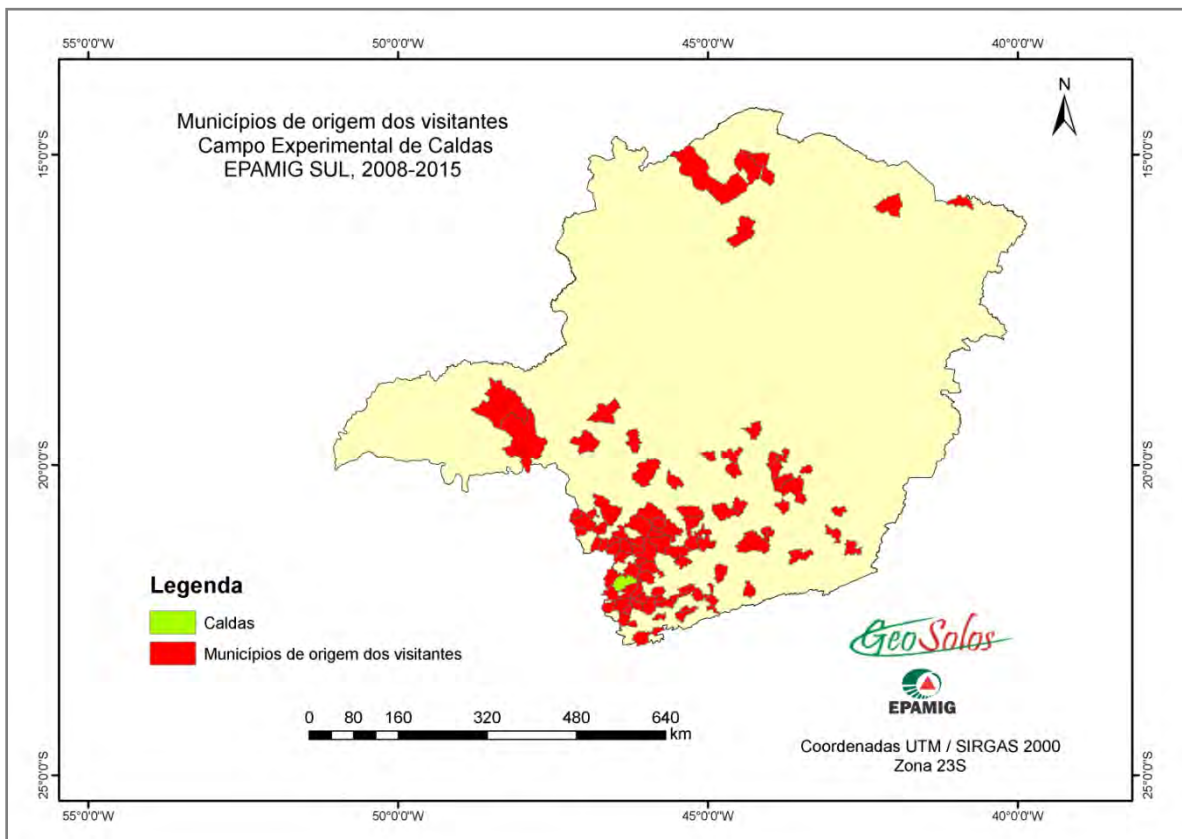 55°0'0"W 50°0'0"W 45°0'0"W 40°0'0"W
Municípios de origem dos visitantes
Campo Experimental de Caldas
EPAMIG SUL, 2008-2015
N
15°0'0"S 15°0'0"S
20°0'0"S 20°0'0"S
Legenda
Caldas
Municípios de origem dos visitantes
0 80 160 320 480 640
km
GeoSolos
EPAMIG
Coordenadas UTM / SIRGAS 2000
Zona 23S
25°0'0"S 25°0'0"S
55°0'0"W 50°0'0"W 45°0'0"W 40°0'0"W